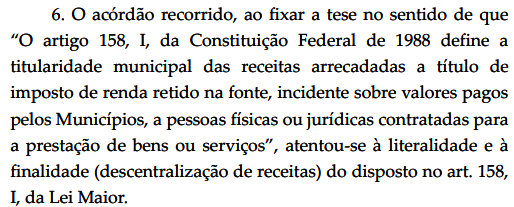 6. O acórdão recorrido, ao fixar a tese no sentido de que
“O artigo 158, I, da Constituição Federal de 1988 define a
titularidade municipal das receitas arrecadadas a título de
imposto de renda retido na fonte, incidente sobre valores pagos
pelos Municípios, a pessoas físicas ou jurídicas contratadas para
a prestação de bens ou serviços”, atentou-se à literalidade e à
finalidade (descentralização de receitas) do disposto no art. 158,
I, da Lei Maior.